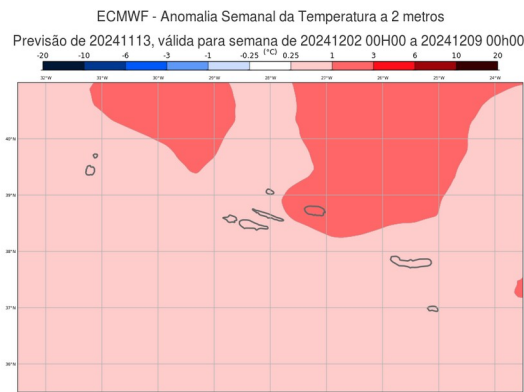 ECMWF - Anomalia Semanal da Temperatura a 2 metros
Previsão de 20241113, válida para semana de 20241202 00H00 a 20241209 00h00
(°C)
-20 -10 -6 -3 -1 -0.25 0.25 1 3 6 10 20
32°W 31°W 30°W 29°W 28°W 27°W 26°W 25°W 24°W
40°N
39°N
38°N
37°N
36°N